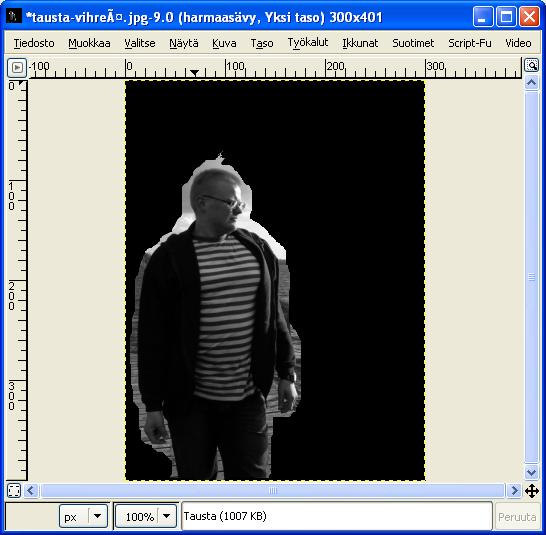 *tausta-vihreÃ¤.jpg-9.0 (harmaasävy, Yksi taso) 300x401
Tiedosto Muokkaa Valitse Näytä Kuva Taso Työkalut Ikkunat Suotimet Script-Fu Video
-100 0 100 200 300
0
100
200
300
px 100% Tausta (1007 KB) Peruuta